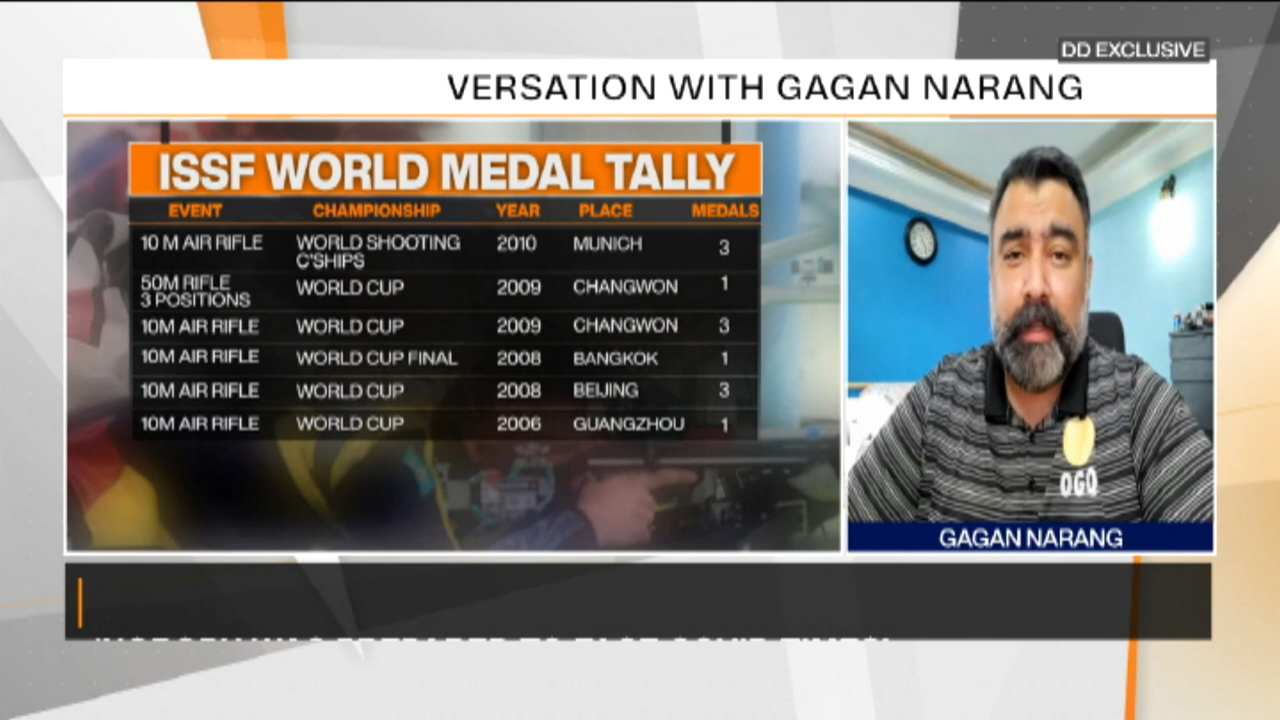 DD EXCLUSIVE
VERSATION WITH GAGAN NARANG
ISSF WORLD MEDAL TALLY
EVENT CHAMPIONSHIP YEAR PLACE MEDALS
10 M AIR RIFLE WORLD SHOOTING C'SHIPS 2010 MUNICH 3
50M RIFLE 3 POSITIONS WORLD CUP 2009 CHANGWON 1
10M AIR RIFLE WORLD CUP 2009 CHANGWON 3
10M AIR RIFLE WORLD CUP FINAL 2008 BANGKOK 1
10M AIR RIFLE WORLD CUP 2008 BEIJING 3
10M AIR RIFLE WORLD CUP 2006 GUANGZHOU 1
OGQ
GAGAN NARANG